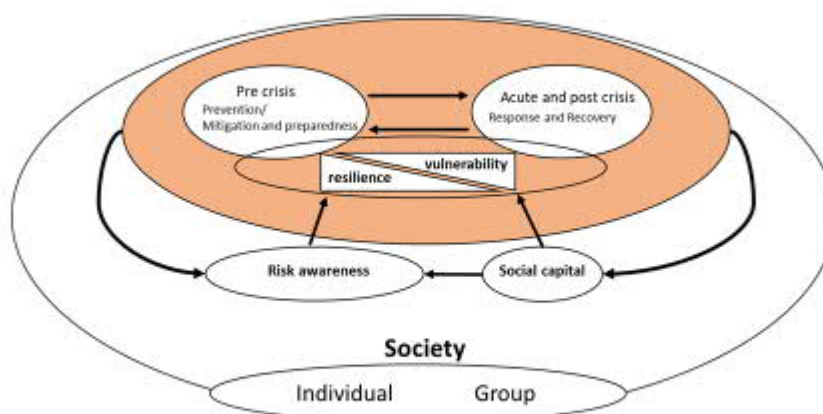 Pre crisis
Prevention/
Mitigation and preparedness
Acute and post crisis
Response and Recovery
vulnerability
resilience
Risk awareness
Social capital
Society
Individual Group